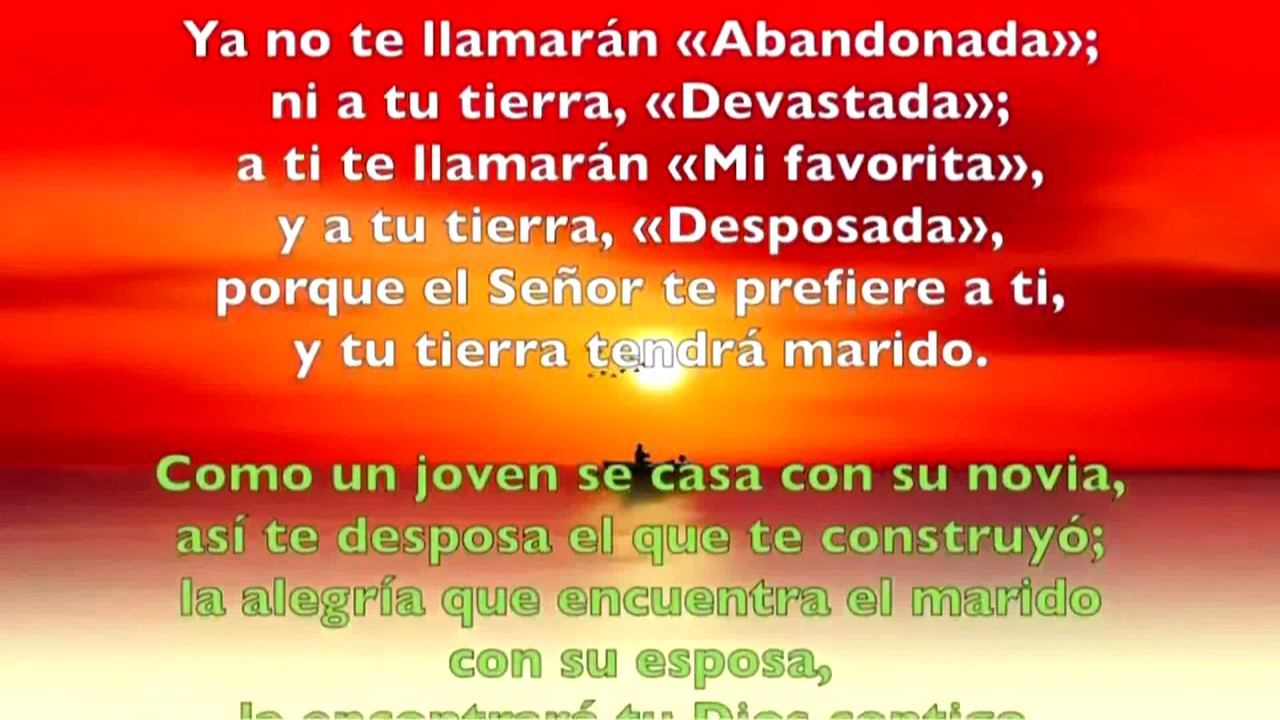 Ya no te llamarán «Abandonada»;
ni a tu tierra, «Devastada»;
a ti te llamarán «Mi favorita»,
y a tu tierra, «Desposada»,
porque el Señor te prefiere a ti,
y tu tierra tendrá marido.
Como un joven se casa con su novia,
así te desposa el que te construyó;
la alegría que encuentra el marido
con su esposa,
la encontrará tu Dios contigo